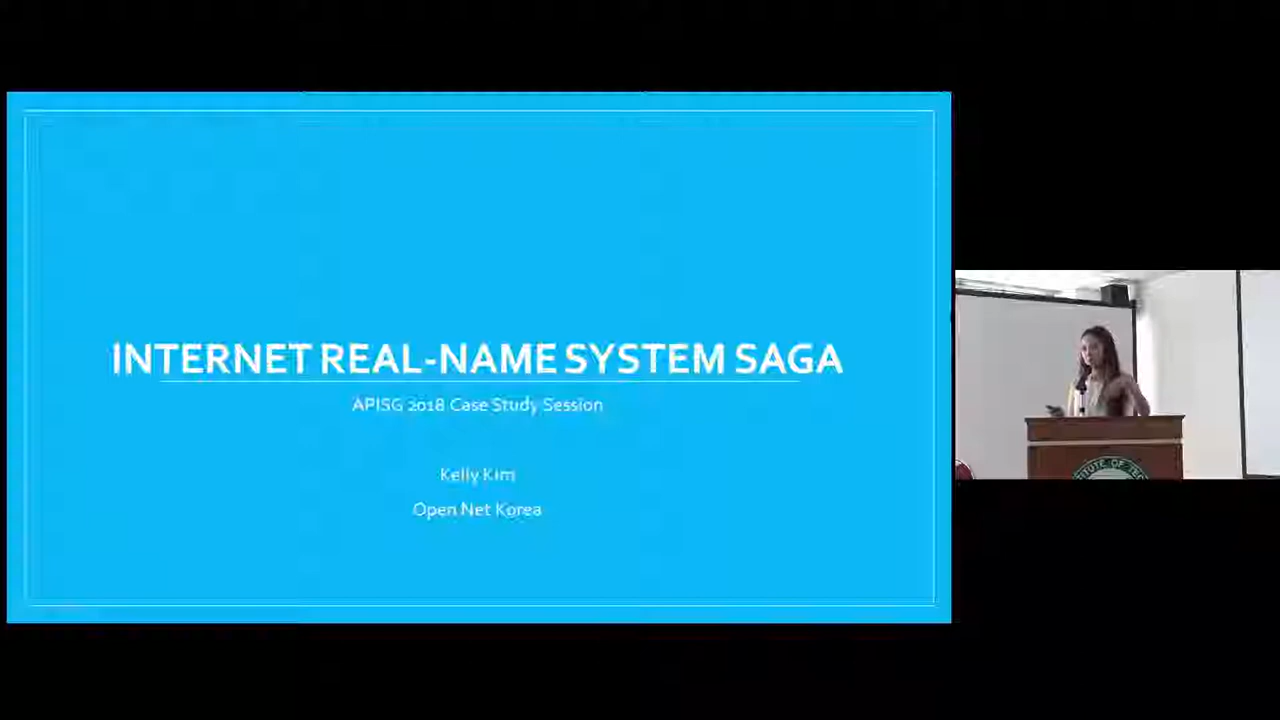 INTERNET REAL-NAME SYSTEM SAGA
APISG 2018 Case Study Session
Kelly Kim
Open Net Korea